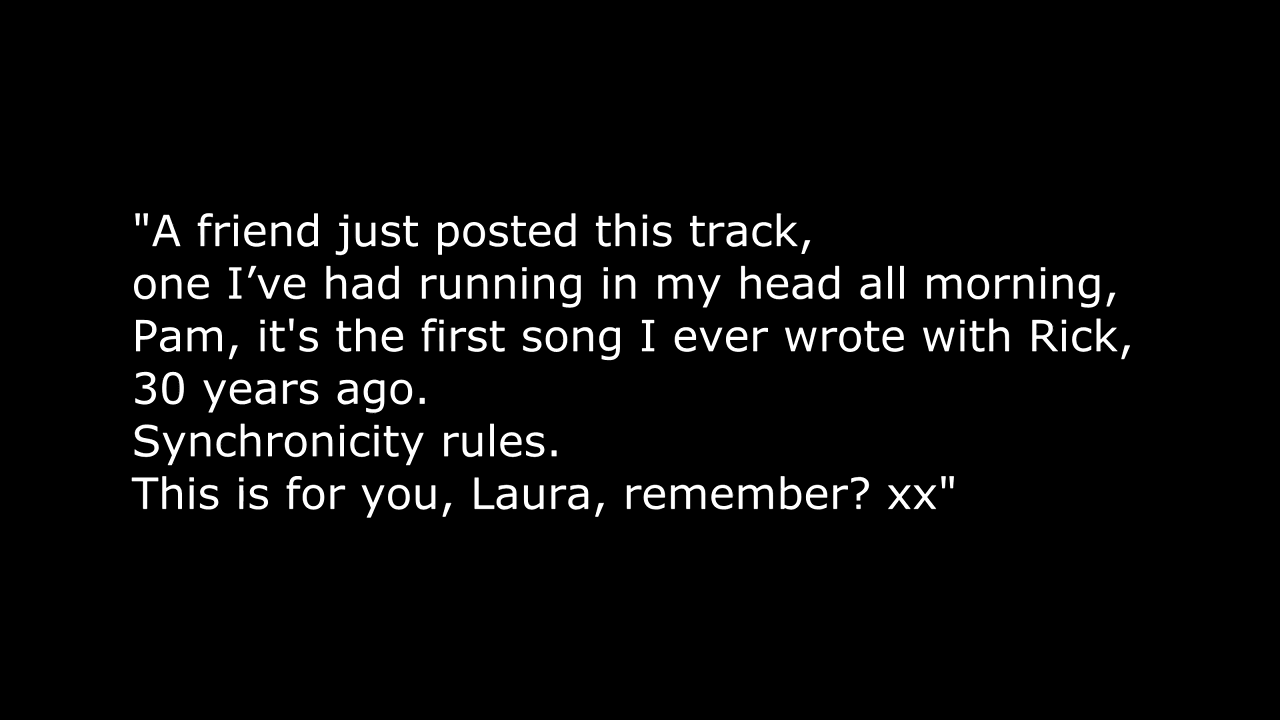 "A friend just posted this track,
one I’ve had running in my head all morning,
Pam, it's the first song I ever wrote with Rick,
30 years ago.
Synchronicity rules.
This is for you, Laura, remember? xx"